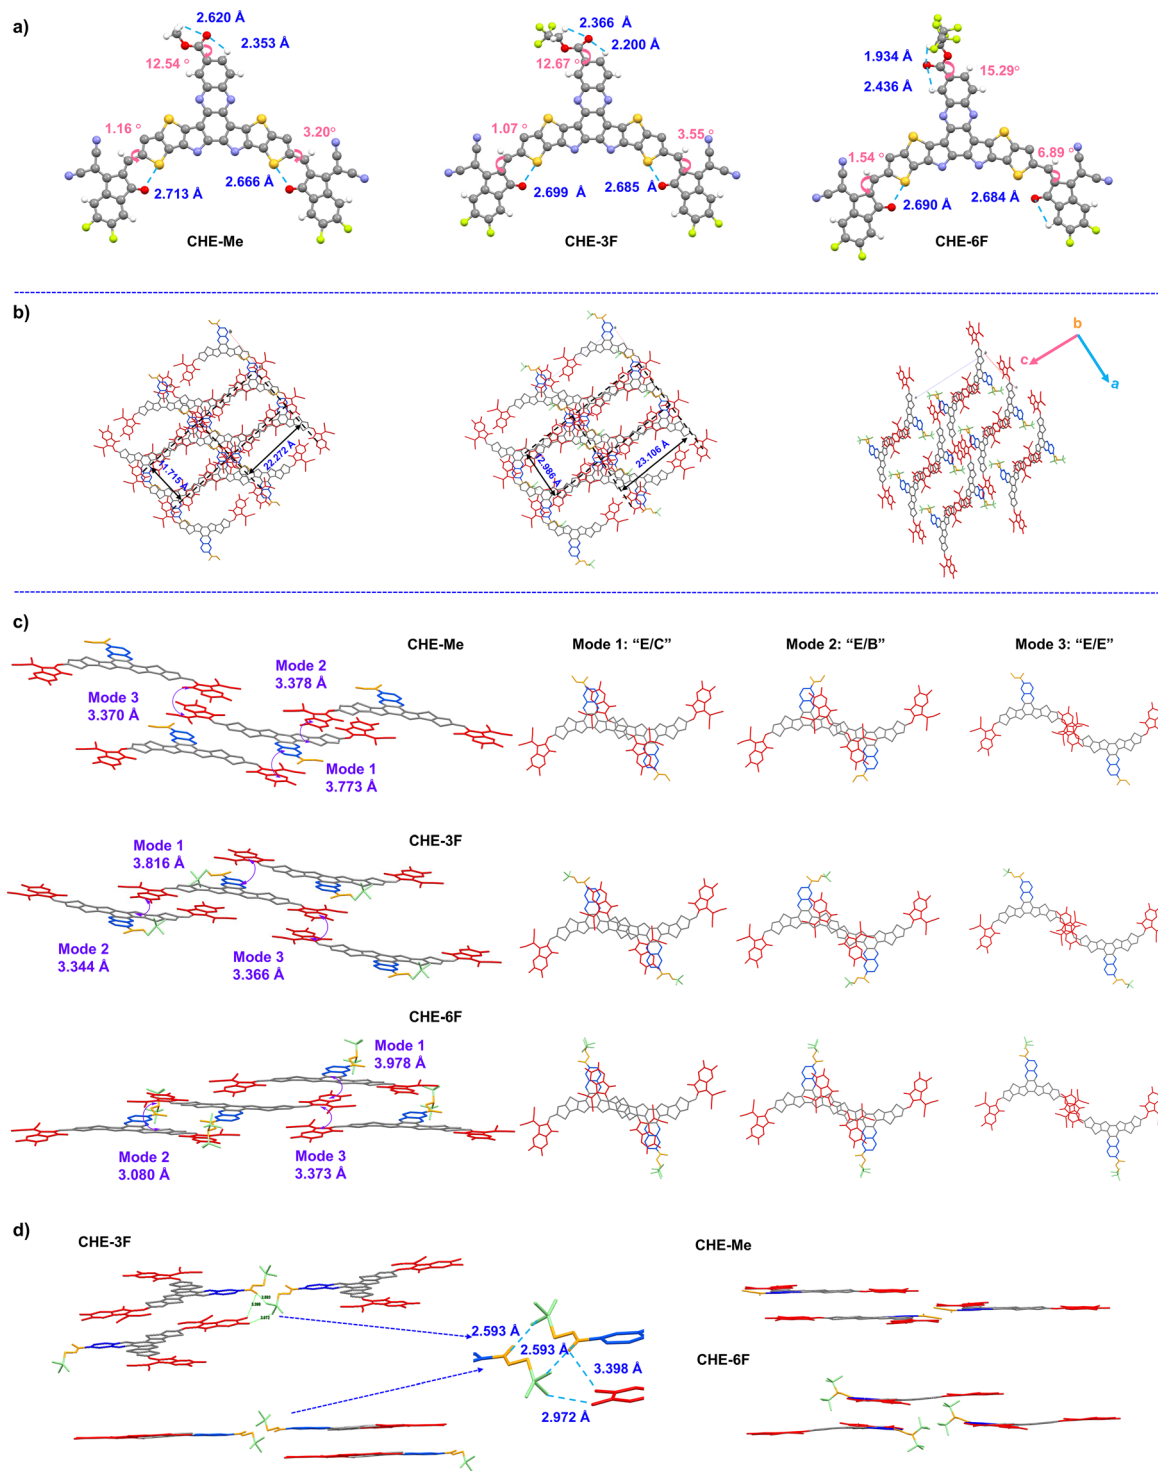 a)
2.620 Å
2.353 Å
12.54 °
1.16 °
3.20°
2.713 Å
2.666 Å
CHE-Me
2.366 Å
2.200 Å
12.67 °
1.07 °
3.55 °
2.699 Å
2.685 Å
CHE-3F
1.934 Å
2.436 Å
15.29°
1.54 °
6.89 °
2.690 Å
2.684 Å
CHE-6F
b)
11.715 Å
22.272 Å
12.986 Å
23.106 Å
b
c
a
c)
CHE-Me
Mode 1: “E/C”
Mode 2: “E/B”
Mode 3: “E/E”
Mode 2
3.378 Å
Mode 3
3.370 Å
Mode 1
3.773 Å
CHE-3F
Mode 1
3.816 Å
Mode 2
3.344 Å
Mode 3
3.366 Å
CHE-6F
Mode 1
3.978 Å
Mode 2
3.080 Å
Mode 3
3.373 Å
d)
CHE-3F
2.593 Å
2.593 Å
3.398 Å
2.972 Å
CHE-Me
CHE-6F